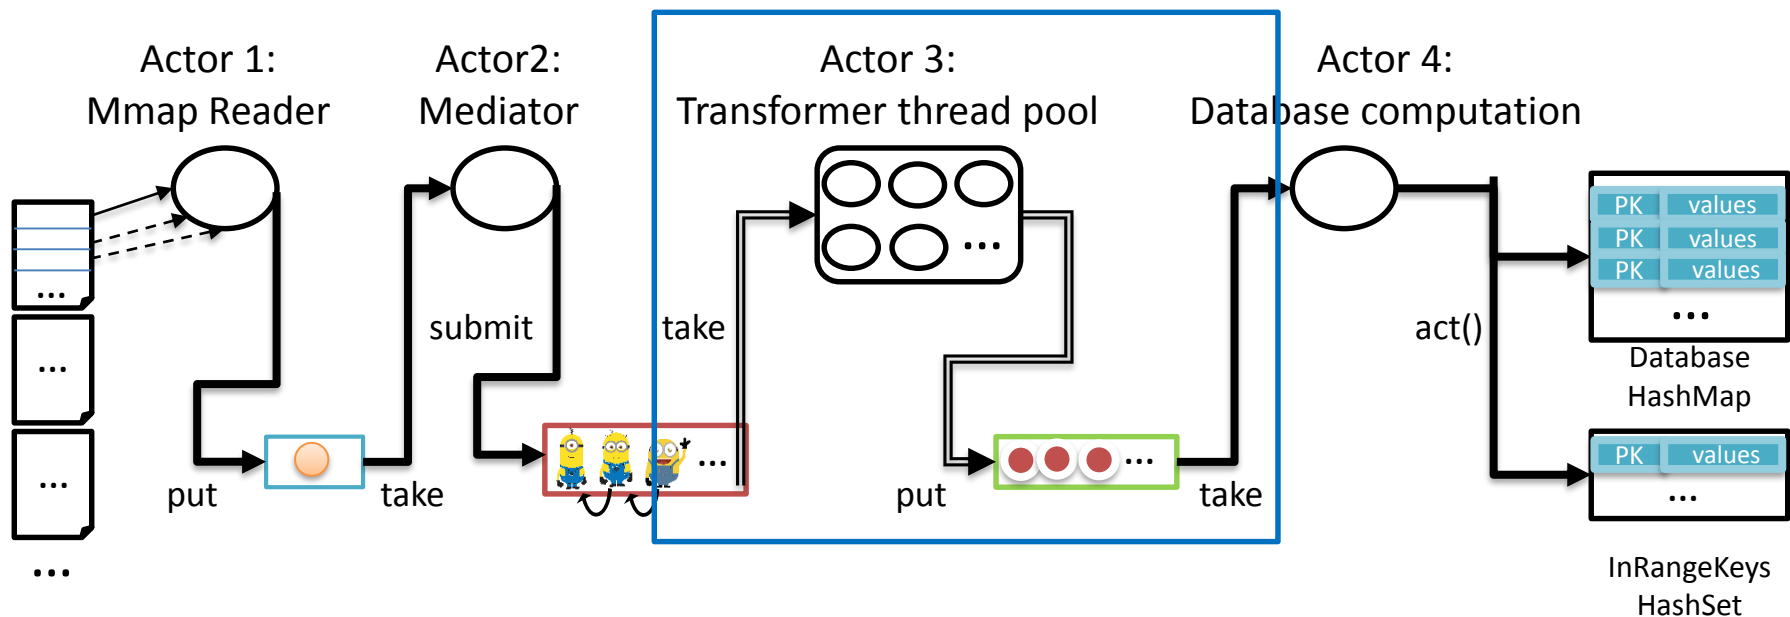 Actor 1:
Mmap Reader
Actor2:
Mediator
Actor 3:
Transformer thread pool
Actor 4:
Database computation
...
...
...
...
put
take
submit
...
take
...
put
...
take
act()
PK values
PK values
PK values
...
Database
HashMap
PK values
...
InRangeKeys
HashSet